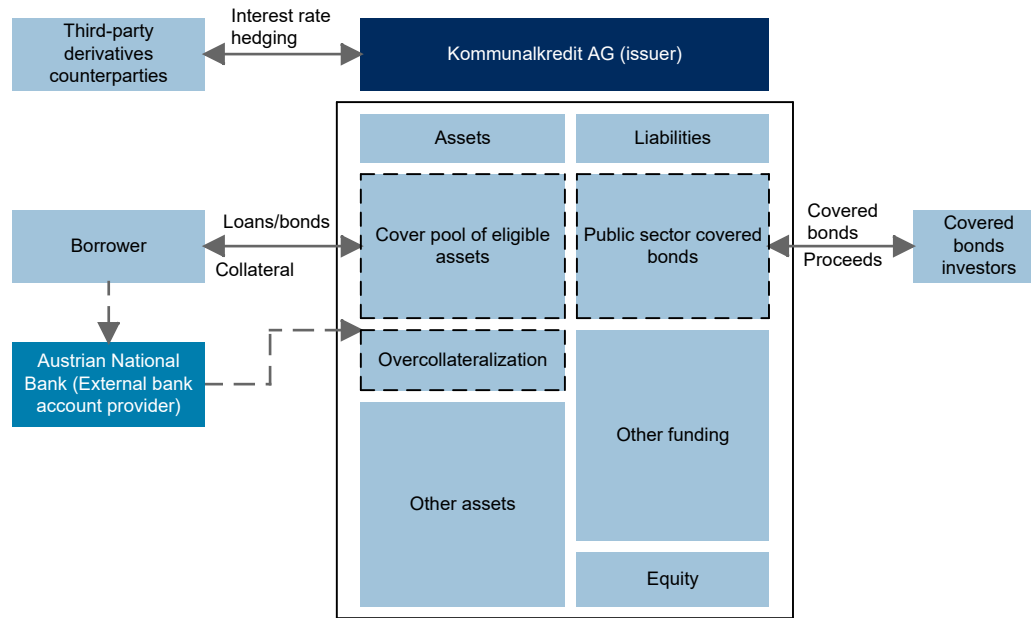 Third-party
derivatives
counterparties
Interest rate
hedging
Kommunalkredit AG (issuer)
Assets
Liabilities
Borrower
Loans/bonds
Collateral
Cover pool of eligible
assets
Public sector covered
bonds
Covered
bonds
Proceeds
Covered
bonds
investors
Austrian National
Bank (External bank
account provider)
Overcollateralization
Other funding
Other assets
Equity